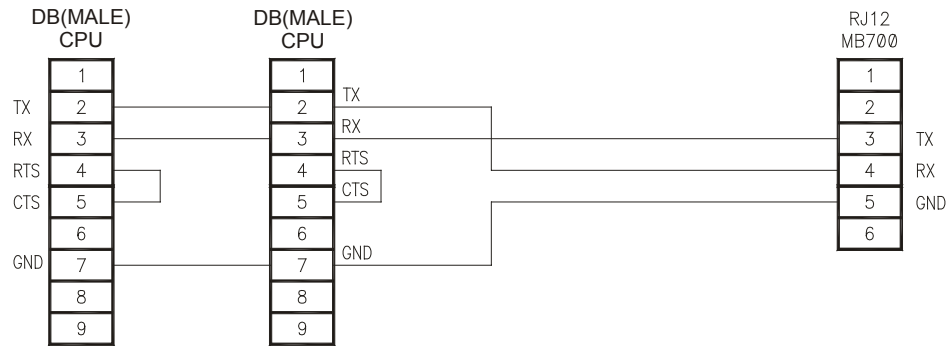 DB(MALE)
CPU
1
TX 2
RX 3
RTS 4
CTS 5
6
GND 7
8
9
DB(MALE)
CPU
1
2 TX
3 RX
4 RTS
5 CTS
6
7 GND
8
9
RJ12
MB700
1
2
3 TX
4 RX
5 GND
6